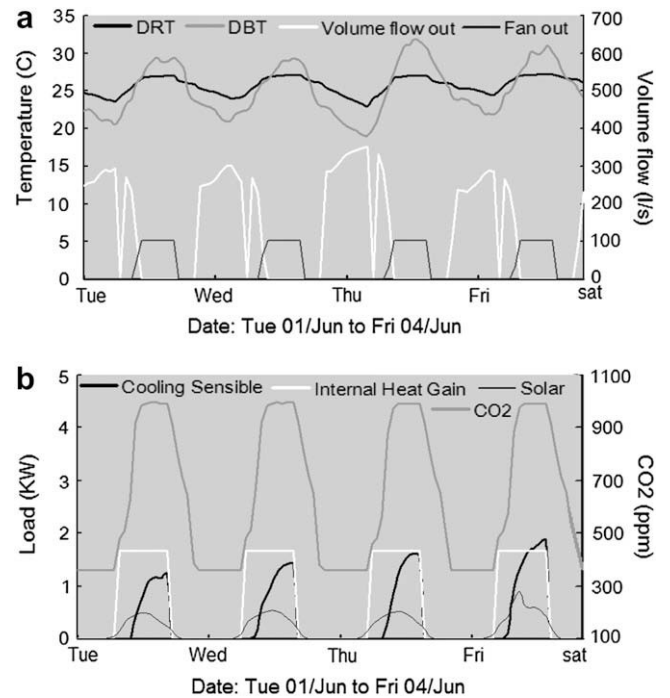 a
DRT DBT Volume flow out Fan out
Temperature (C)
35
30
25
20
15
10
5
0
700
600
500
400
300
200
100
0
Volume flow (l/s)
Tue Wed Thu Fri sat
Date: Tue 01/Jun to Fri 04/Jun
b
Cooling Sensible Internal Heat Gain Solar
CO2
Load (KW)
5
4
3
2
1
0
1100
900
700
500
300
100
CO2 (ppm)
Tue Wed Thu Fri sat
Date: Tue 01/Jun to Fri 04/Jun